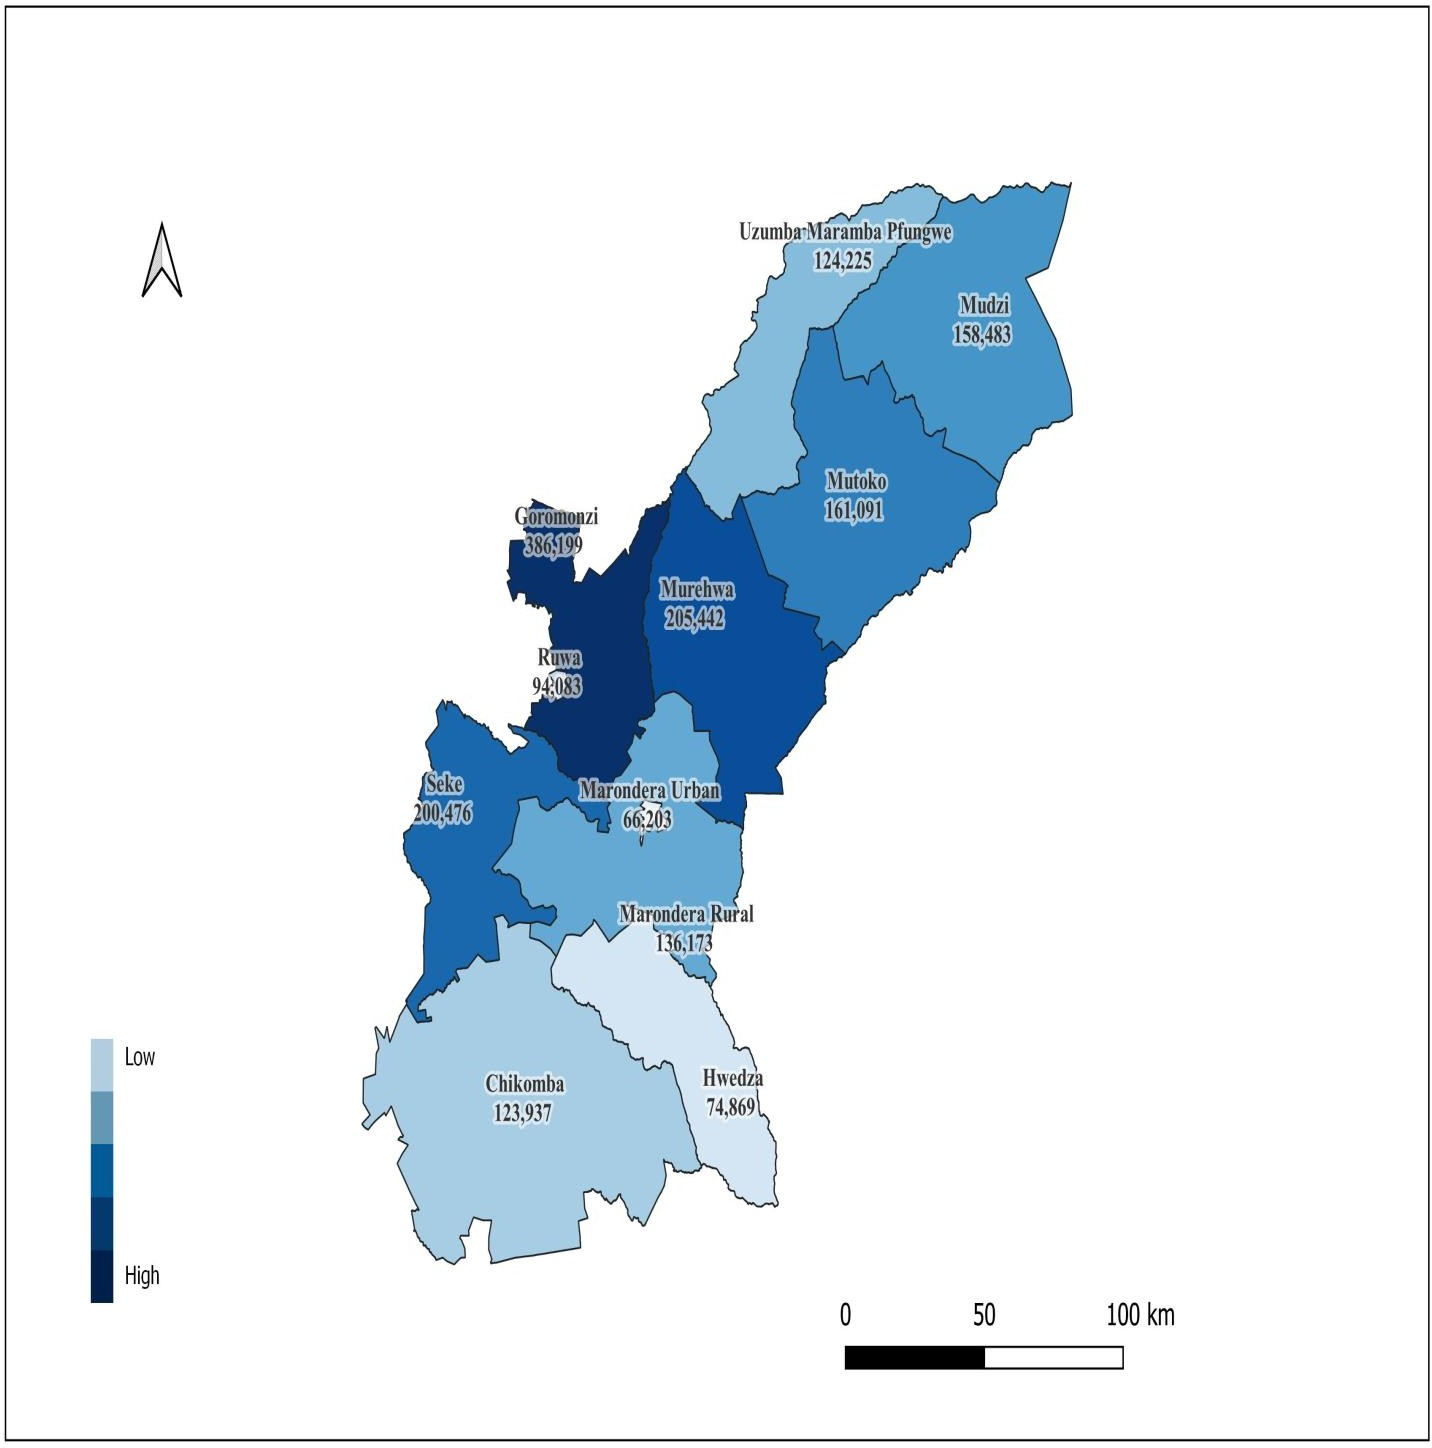 Uzumba Maramba Pfungwe
124,225
Mudzi
158,483
Mutoko
161,091
Goromonzi
386,199
Murehwa
205,442
Ruwa
94,083
Seke
200,476
Marondera Urban
66,203
Marondera Rural
136,173
Chikomba
123,937
Hwedza
74,869
Low
High
0 50 100 km